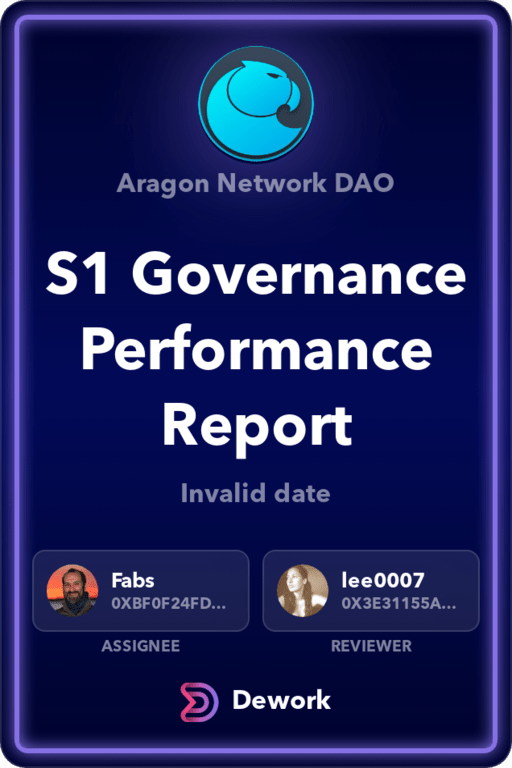 Aragon Network DAO
S1 Governance
Performance
Report
Invalid date
Fabs
0XBF0F24FD...
ASSIGNEE
lee0007
0X3E31155A...
REVIEWER
Dework